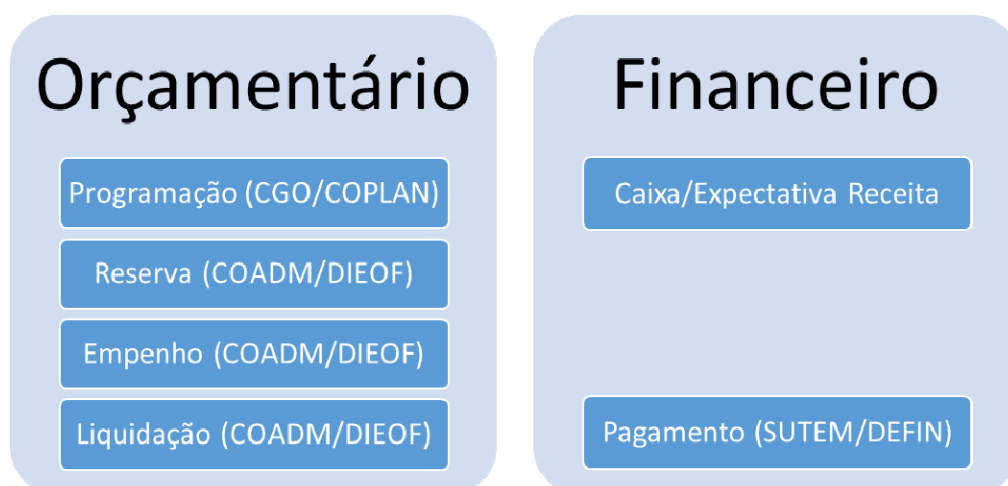 Orçamentário
Programação (CGO/COPLAN)
Reserva (COADM/DIEOF)
Empenho (COADM/DIEOF)
Liquidação (COADM/DIEOF)
Financeiro
Caixa/Expectativa Receita
Pagamento (SUTEM/DEFIN)